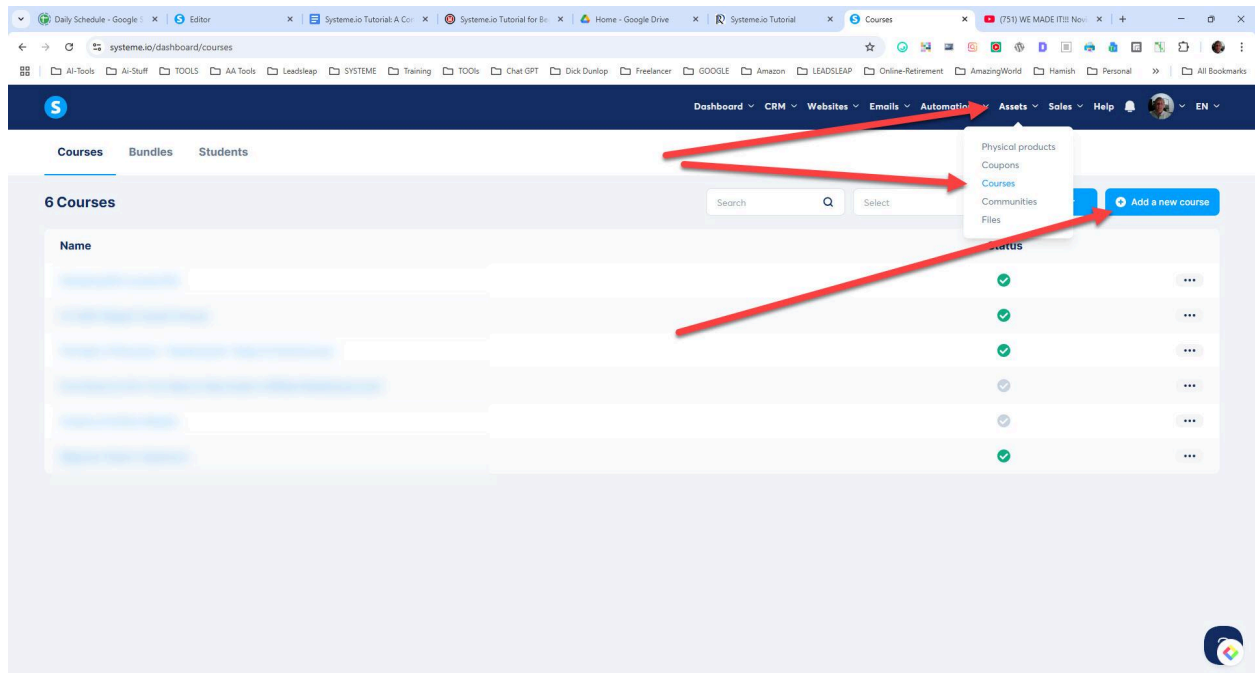 Daily Schedule - Google S
Editor
Systeme.io Tutorial: A Con
Systeme.io Tutorial for Be
Home - Google Drive
Systeme.io Tutorial
Courses
(751) WE MADE IT!!! Nou
systeme.io/dashboard/courses
AI-Tools
Ai-Stuff
TOOLS
AA Tools
Leadsleap
SYSTEME
Training
TOOls
Chat GPT
Dick Dunlop
Freelancer
GOOGLE
Amazon
LEADSLEAP
Online-Retirement
AmazingWorld
Hamish
Personal
All Bookmarks
S
Dashboard
CRM
Websites
Emails
Automation
Assets
Sales
Help
EN
Courses
Bundles
Students
Physical products
Coupons
Courses
Communities
Files
6 Courses
Search
Select
Add a new course
Name
Status